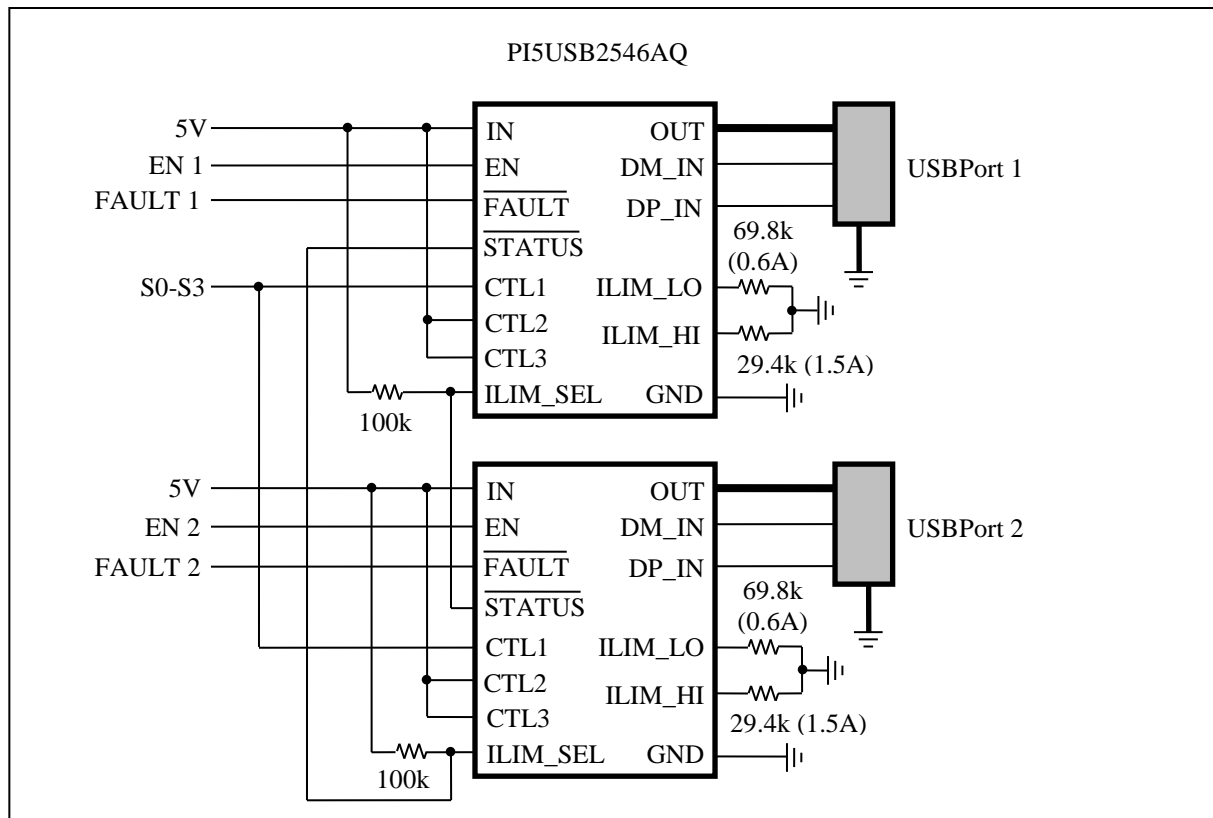 PI5USB2546AQ
5V
EN 1
FAULT 1
S0-S3
IN
EN
FAULT
STATUS
CTL1
CTL2
CTL3
ILIM_SEL
OUT
DM_IN
DP_IN
ILIM_LO
ILIM_HI
GND
USBPort 1
69.8k
(0.6A)
29.4k (1.5A)
100k
5V
EN 2
FAULT 2
IN
EN
FAULT
STATUS
CTL1
CTL2
CTL3
ILIM_SEL
OUT
DM_IN
DP_IN
ILIM_LO
ILIM_HI
GND
USBPort 2
69.8k
(0.6A)
29.4k (1.5A)
100k